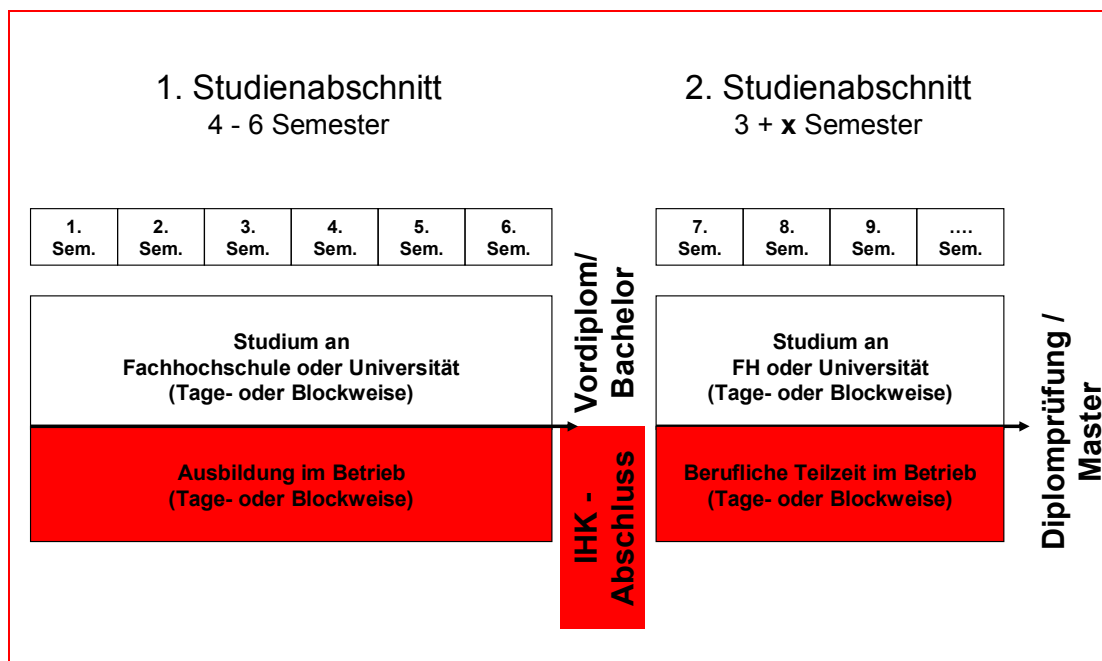 1. Studienabschnitt
4 - 6 Semester
2. Studienabschnitt
3 + x Semester
1.
Sem.
2.
Sem.
3.
Sem.
4.
Sem.
5.
Sem.
6.
Sem.
7.
Sem.
8.
Sem.
9.
Sem.
....
Sem.
Studium an
Fachhochschule oder Universität
(Tage- oder Blockweise)
Ausbildung im Betrieb
(Tage- oder Blockweise)
Vordiplom/
Bachelor
IHK -
Abschluss
Studium an
FH oder Universität
(Tage- oder Blockweise)
Berufliche Teilzeit im Betrieb
(Tage- oder Blockweise)
Diplomprüfung /
Master